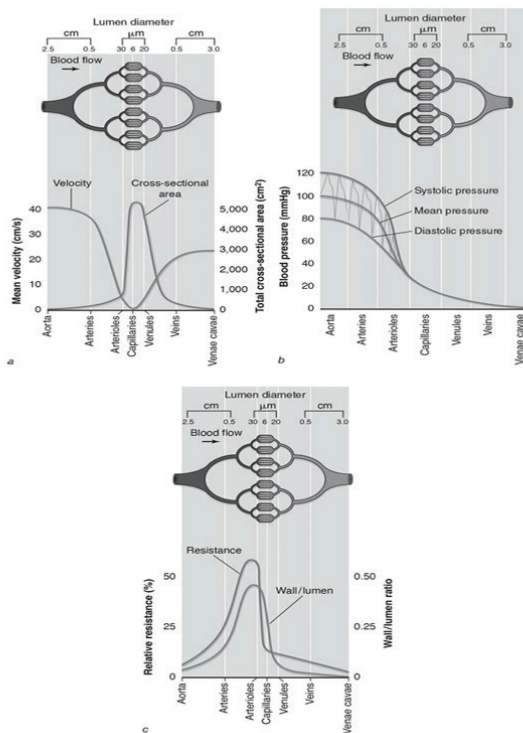 Lumen diameter
cm
μm
cm
2.5
0.5
30 6 20
0.5
3.0
Blood flow
Velocity
Cross-sectional
area
Mean velocity (cm/s)
40
30
20
10
0
Total cross-sectional area (cm²)
5,000
4,000
3,000
2,000
1,000
0
Aorta
Arteries
Arterioles
Capillaries
Venules
Veins
Venae cavae
a
Lumen diameter
cm
μm
cm
2.5
0.5
30 6 20
0.5
3.0
Blood flow
Blood pressure (mmHg)
120
100
80
60
40
20
0
Systolic pressure
Mean pressure
Diastolic pressure
Aorta
Arteries
Arterioles
Capillaries
Venules
Veins
Venae cavae
b
Lumen diameter
cm
μm
cm
2.5
0.5
30 6 20
0.5
3.0
Blood flow
Resistance
Wall/lumen
Relative resistance (%)
50
25
0
Wall/lumen ratio
0.50
0.25
0
Aorta
Arteries
Arterioles
Capillaries
Venules
Veins
Venae cavae
c